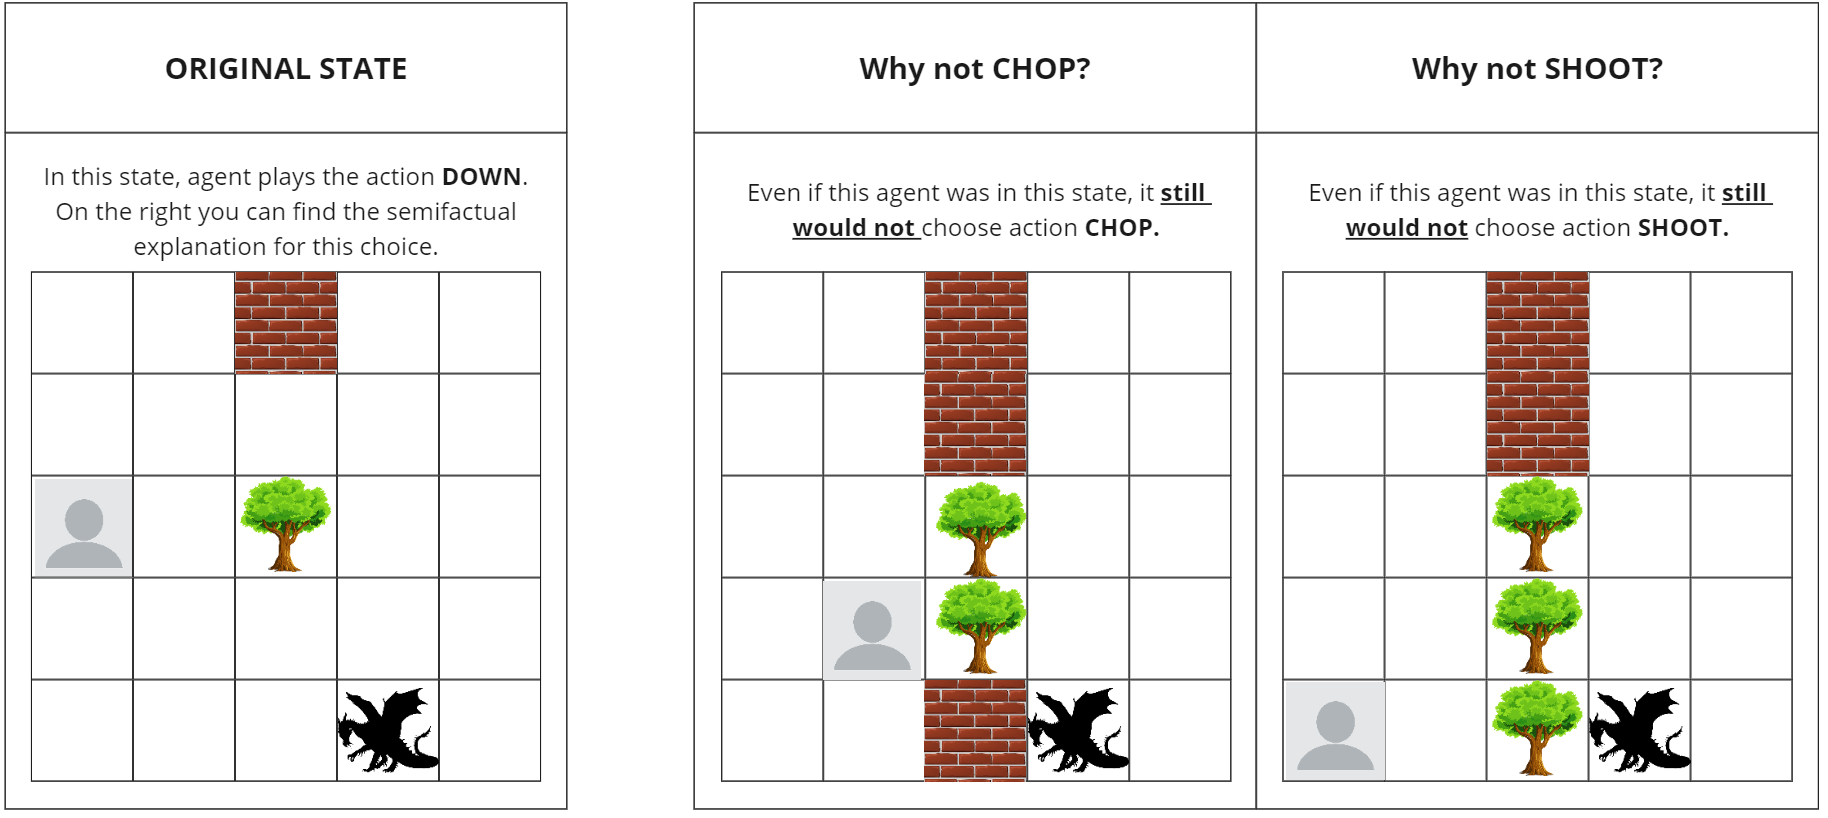 ORIGINAL STATE
In this state, agent plays the action DOWN.
On the right you can find the semifactual
explanation for this choice.
Why not CHOP?
Even if this agent was in this state, it still
would not choose action CHOP.
Why not SHOOT?
Even if this agent was in this state, it still
would not choose action SHOOT.